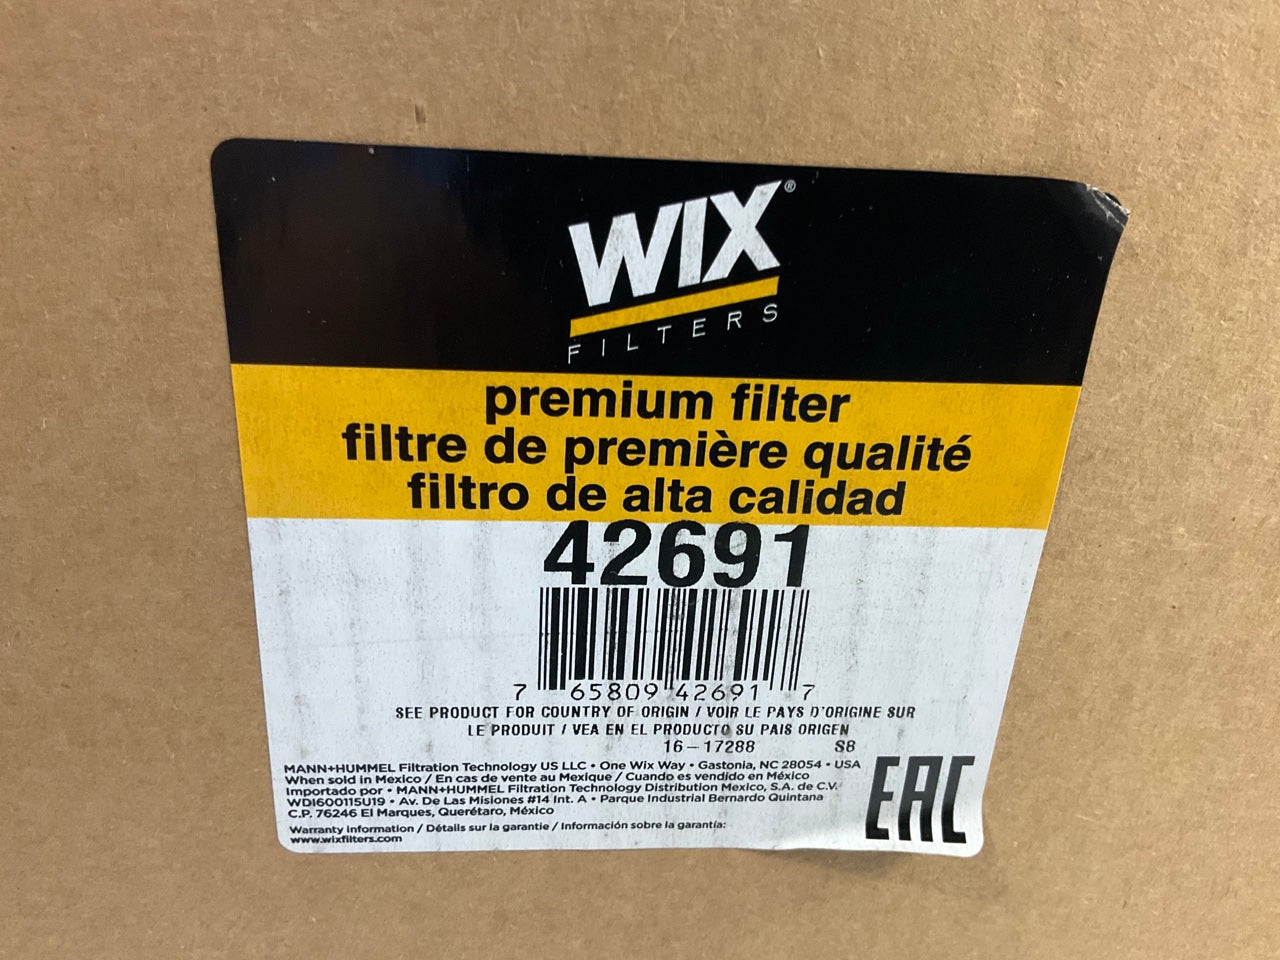 WIX®
FILTERS
premium filter
filtre de première qualité
filtro de alta calidad
42691
7 65809 42691 7
SEE PRODUCT FOR COUNTRY OF ORIGIN / VOIR LE PAYS D'ORIGINE SUR
LE PRODUIT / VEA EN EL PRODUCTO SU PAIS ORIGEN
16-17288 S8
MANN+HUMMEL Filtration Technology US LLC • One Wix Way • Gastonia, NC 28054 • USA
When sold in Mexico / En cas de vente au Mexique / Cuando es vendido en México
Importado por • MANN+HUMMEL Filtration Technology Distribution Mexico, S.A. de C.V.
WDI600115U19 • Av. De Las Misiones #14 Int. A • Parque Industrial Bernardo Quintana
C.P. 76246 El Marques, Querétaro, México
Warranty information / Détails sur la garantie / Información sobre la garantía:
www.wixfilters.com
EAC